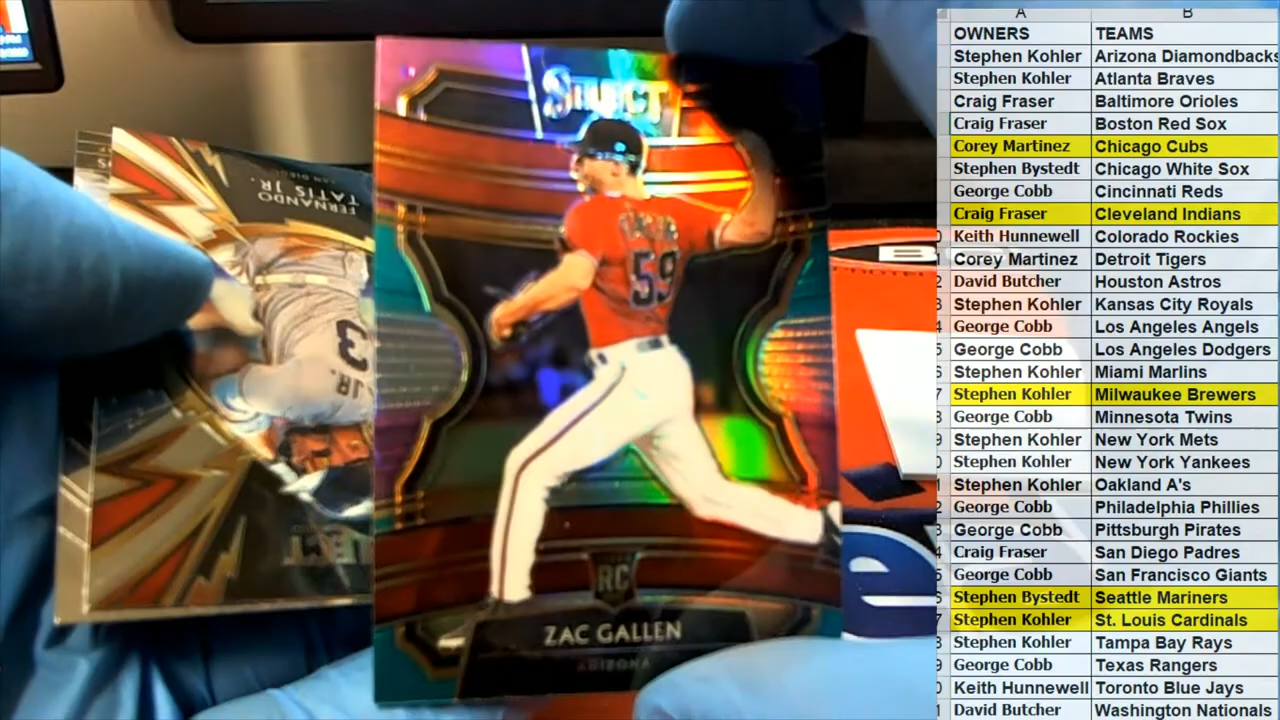 SELECT
59
RC
ZAC GALLEN
ARIZONA
FERNANDO
TATIS JR.
SAN DIEGO
JR.
3
A B
OWNERS TEAMS
Stephen Kohler Arizona Diamondbacks
Stephen Kohler Atlanta Braves
Craig Fraser Baltimore Orioles
Craig Fraser Boston Red Sox
Corey Martinez Chicago Cubs
Stephen Bystedt Chicago White Sox
George Cobb Cincinnati Reds
Craig Fraser Cleveland Indians
Keith Hunnewell Colorado Rockies
Corey Martinez Detroit Tigers
David Butcher Houston Astros
Stephen Kohler Kansas City Royals
George Cobb Los Angeles Angels
George Cobb Los Angeles Dodgers
Stephen Kohler Miami Marlins
Stephen Kohler Milwaukee Brewers
George Cobb Minnesota Twins
Stephen Kohler New York Mets
Stephen Kohler New York Yankees
Stephen Kohler Oakland A's
George Cobb Philadelphia Phillies
George Cobb Pittsburgh Pirates
Craig Fraser San Diego Padres
George Cobb San Francisco Giants
Stephen Bystedt Seattle Mariners
Stephen Kohler St. Louis Cardinals
Stephen Kohler Tampa Bay Rays
George Cobb Texas Rangers
Keith Hunnewell Toronto Blue Jays
David Butcher Washington Nationals